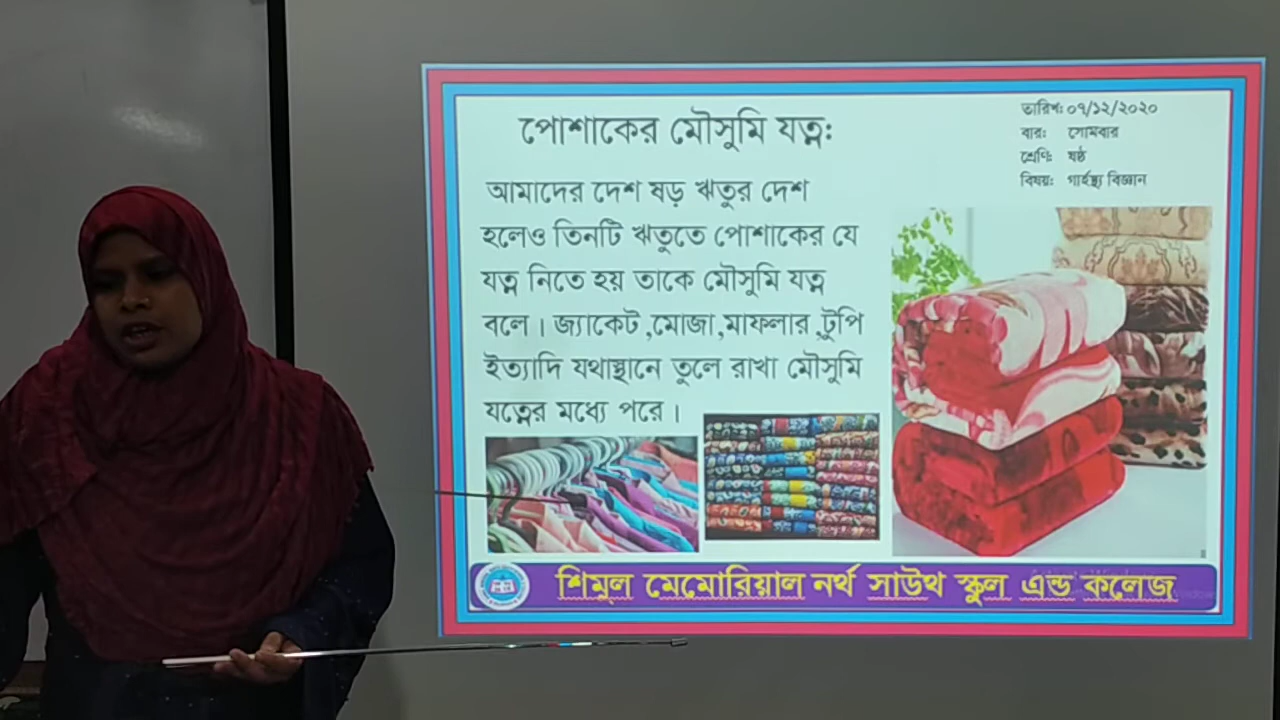 পোশাকের মৌসুমি যত্ন:
তারিখ: ০৭/১২/২০২০
বার: সোমবার
শ্রেণি: ষষ্ঠ
বিষয়: গার্হস্থ্য বিজ্ঞান
আমাদের দেশ ষড় ঋতুর দেশ
হলেও তিনটি ঋতুতে পোশাকের যে
যত্ন নিতে হয় তাকে মৌসুমি যত্ন
বলে । জ্যাকেট ,মোজা,মাফলার ,টুপি
ইত্যাদি যথাস্থানে তুলে রাখা মৌসুমি
যত্নের মধ্যে পরে ।
শিমুল মেমোরিয়াল নর্থ সাউথ স্কুল এন্ড কলেজ